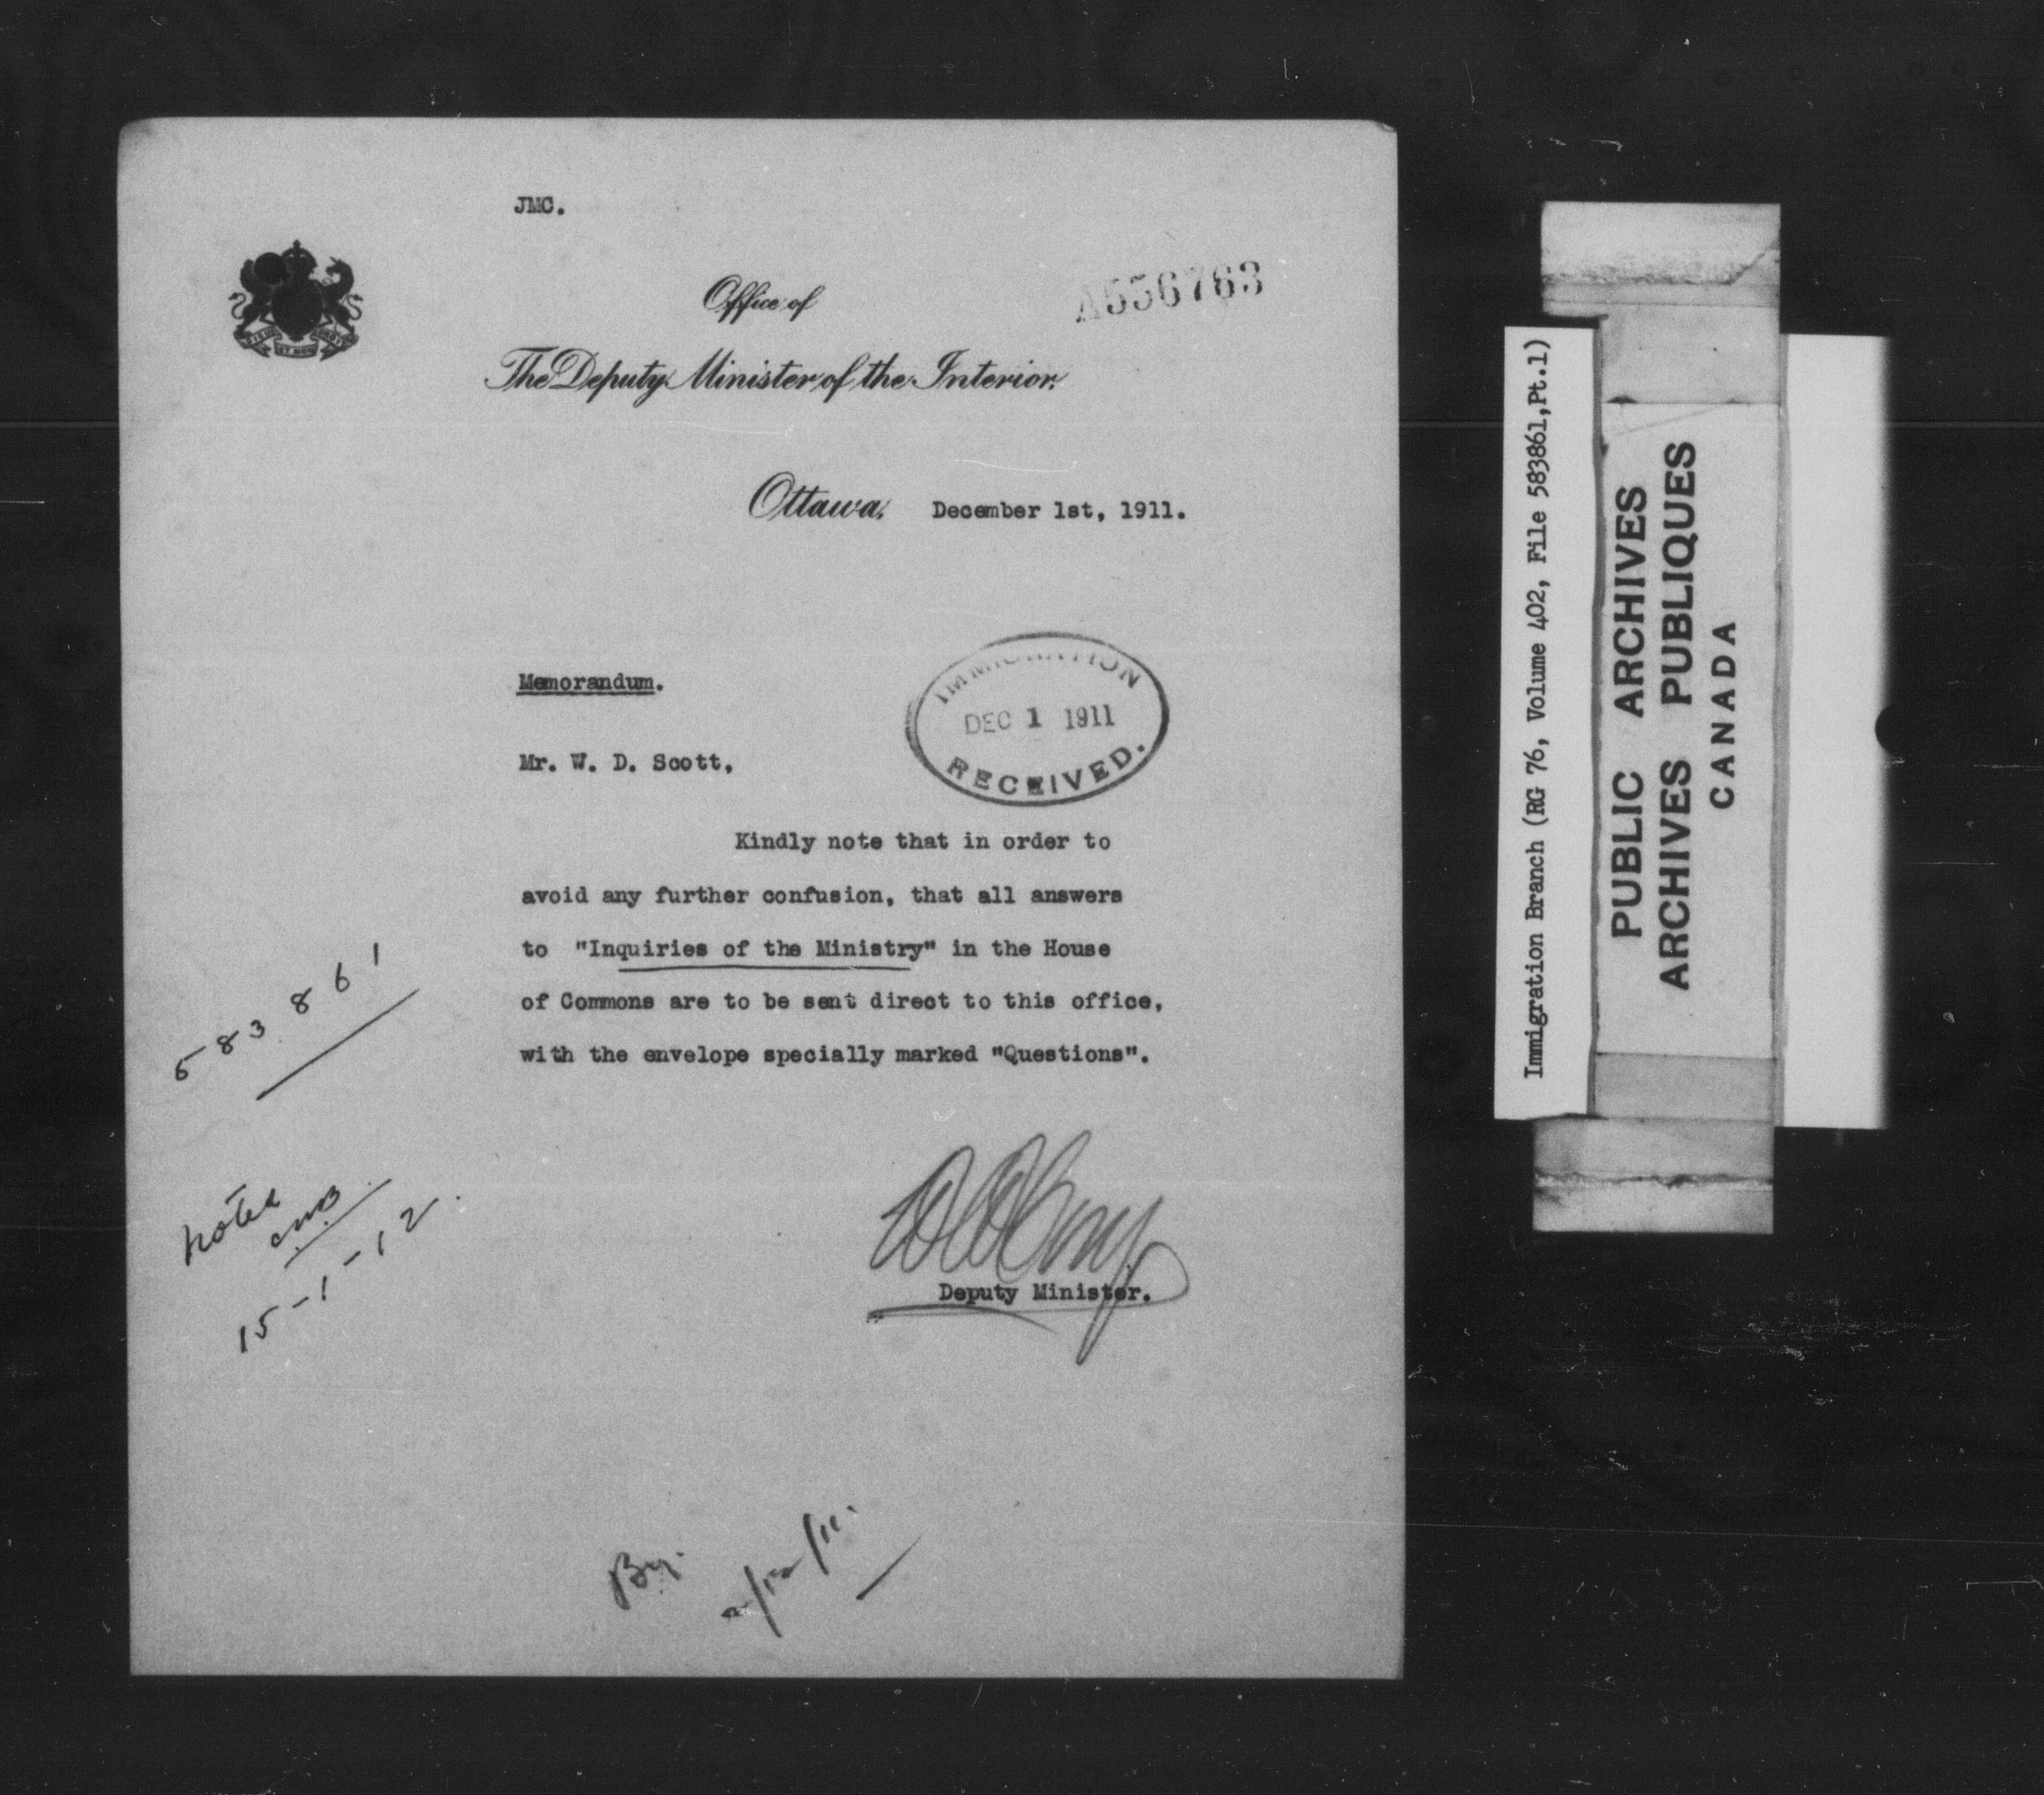 JMC.
Office of
A556763
The Deputy Minister of the Interior.
Ottawa, December 1st, 1911.
Memorandum.
IMMIGRATION
DEC 1 1911
RECEIVED.
Mr. W. D. Scott,
Kindly note that in order to
avoid any further confusion, that all answers
to "Inquiries of the Ministry" in the House
of Commons are to be sent direct to this office,
with the envelope specially marked "Questions".
583861
Noted
15-1-12.
Deputy Minister.
Immigration Branch (RG 76, Volume 402, File 583861,Pt.1)
PUBLIC ARCHIVES
ARCHIVES PUBLIQUES
CANADA